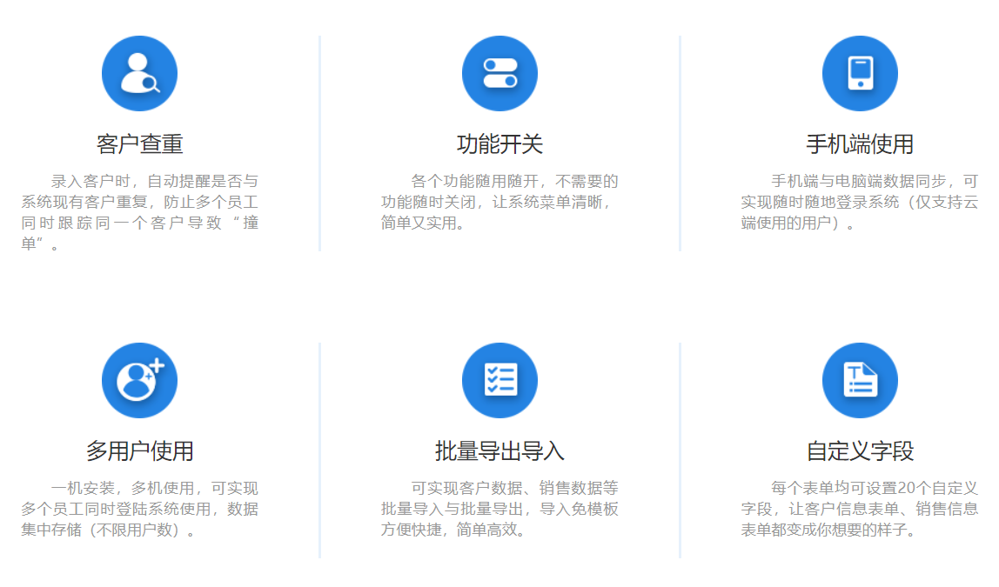 客户查重
录入客户时，自动提醒是否与
系统现有客户重复，防止多个员工
同时跟踪同一个客户导致“撞
单”。
功能开关
各个功能随用随开，不需要的
功能随时关闭，让系统菜单清晰，
简单又实用。
手机端使用
手机端与电脑端数据同步，可
实现随时随地登录系统（仅支持云
端使用的用户）。
多用户使用
一机安装，多机使用，可实现
多个员工同时登陆系统使用，数据
集中存储（不限用户数）。
批量导出导入
可实现客户数据、销售数据等
批量导入与批量导出，导入免模板
方便快捷，简单高效。
自定义字段
每个表单均可设置20个自定义
字段，让客户信息表单、销售信息
表单都变成你想要的样子。